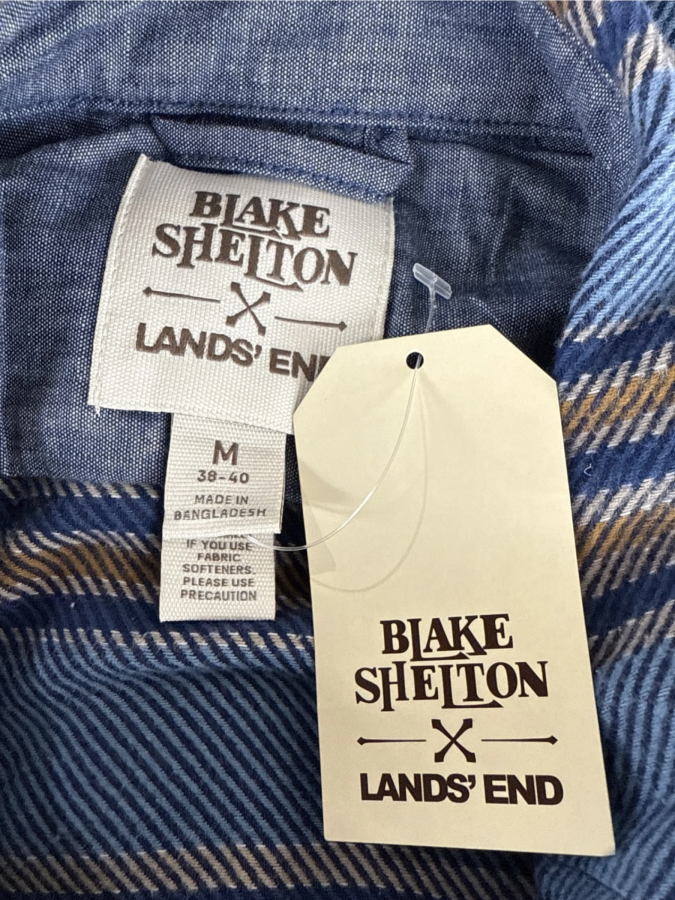 BLAKE
SHELTON
LANDS' EN
M
38-40
MADE IN
BANGLADESH
IF YOU USE
FABRIC
SOFTENERS,
PLEASE USE
PRECAUTION
BLAKE
SHELTON
LANDS' END